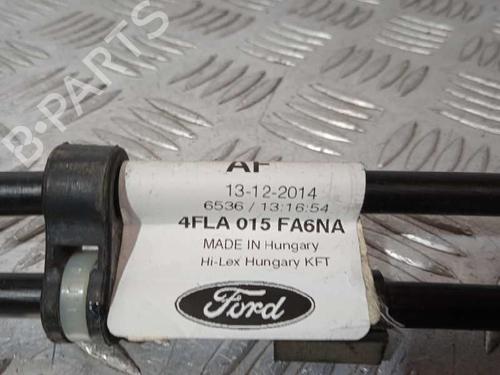 B-PARTS
AF
13-12-2014
6536 / 13:16:54
4FLA 015 FA6NA
MADE IN Hungary
Hi-Lex Hungary KFT
Ford